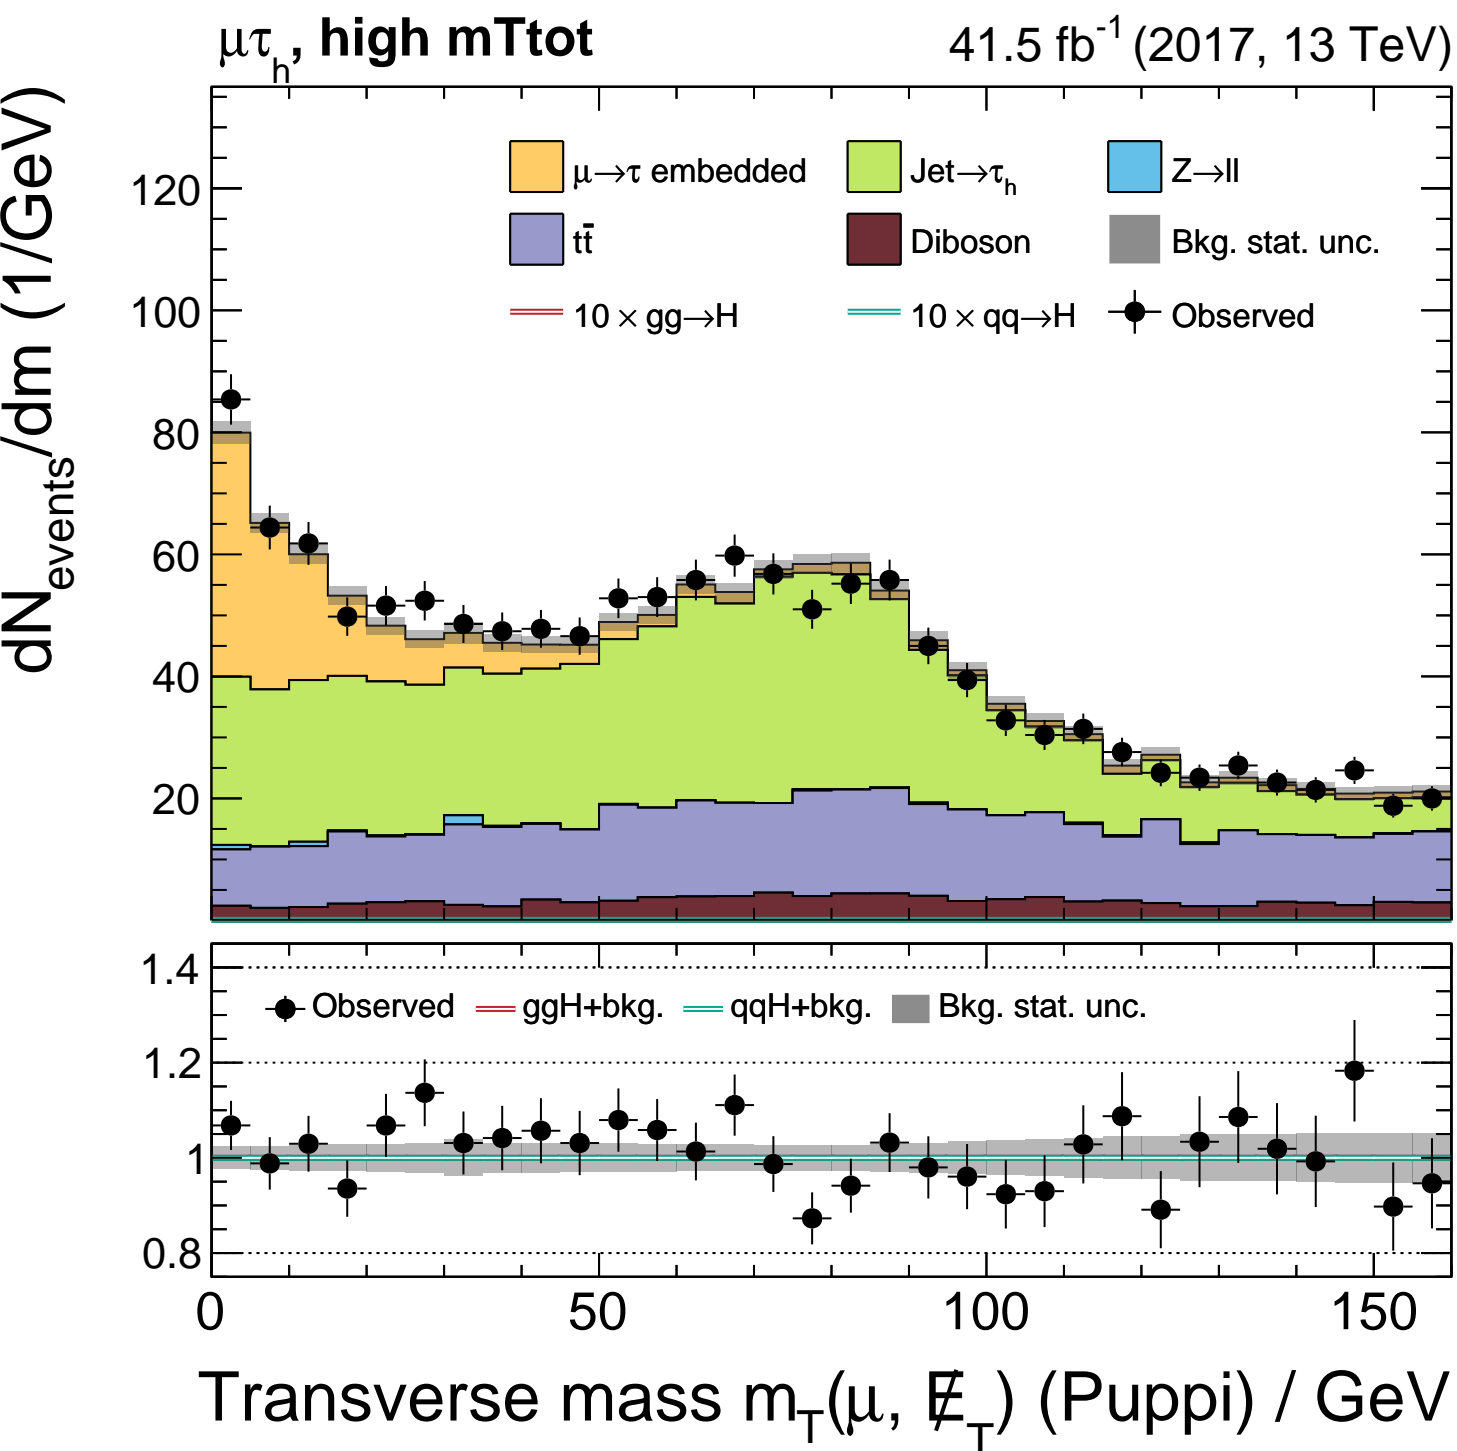 μτh, high mTtot
41.5 fb-1 (2017, 13 TeV)
dNevents/dm (1/GeV)
120
100
80
60
40
20
μ→τ embedded
Jet→τh
Z→ll
tt̄
Diboson
Bkg. stat. unc.
10 × gg→H
10 × qq→H
Observed
1.4
1.2
1
0.8
Observed
ggH+bkg.
qqH+bkg.
Bkg. stat. unc.
0
50
100
150
Transverse mass mT(μ, E̸T) (Puppi) / GeV